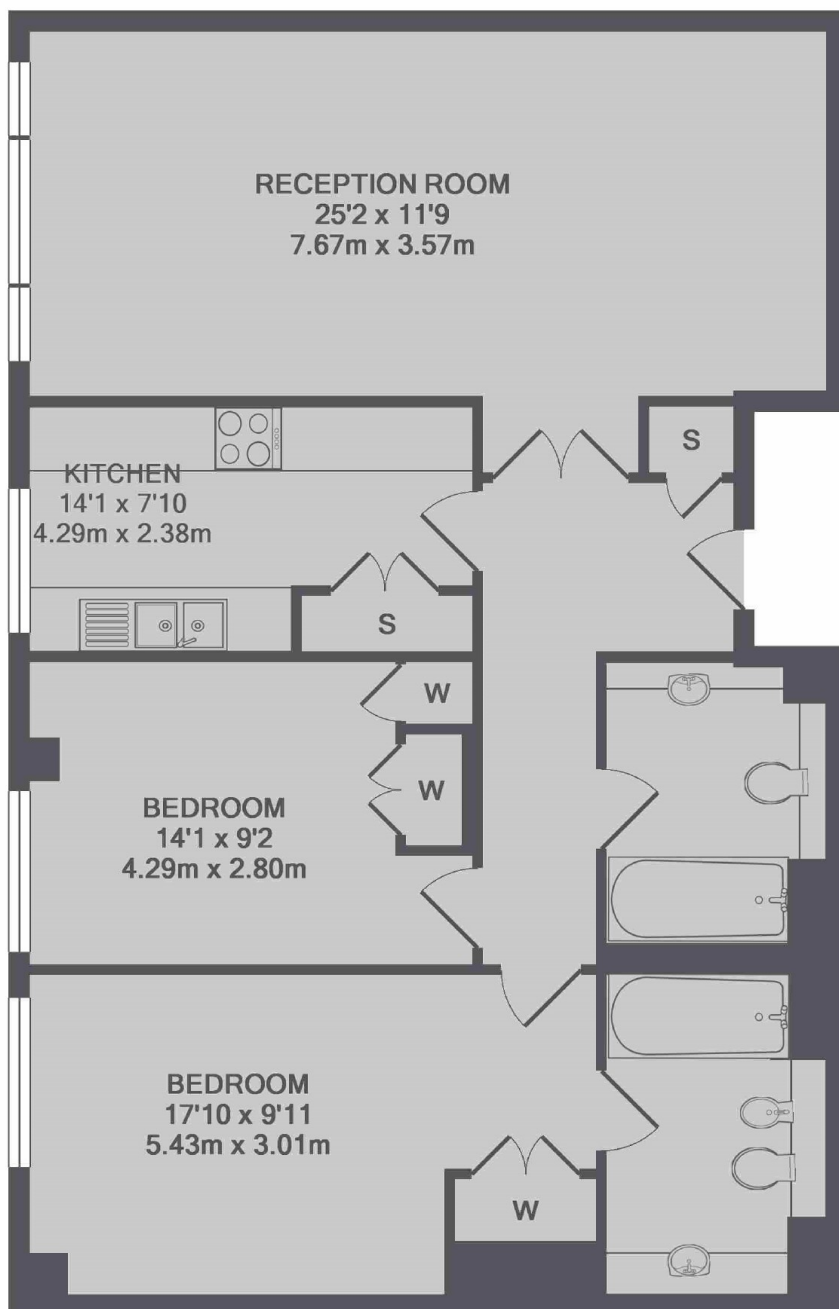 RECEPTION ROOM
25'2 x 11'9
7.67m x 3.57m
S
KITCHEN
14'1 x 7'10
4.29m x 2.38m
S
W
W
BEDROOM
14'1 x 9'2
4.29m x 2.80m
BEDROOM
17'10 x 9'11
5.43m x 3.01m
W